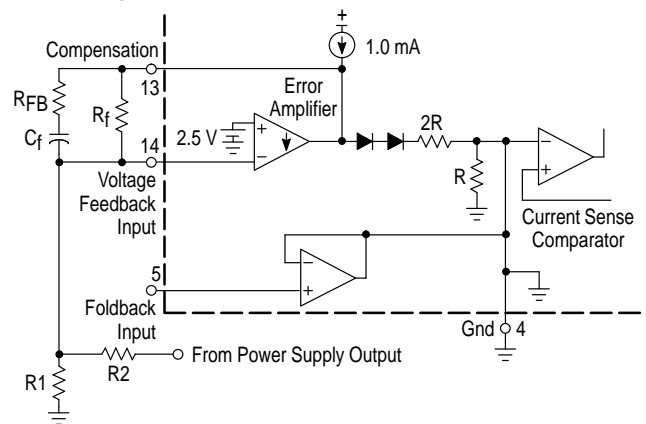 +
1.0 mA
Compensation
13
Error
Amplifier
RFB
Rf
Cf
2.5 V
+
−
14
Voltage
Feedback
Input
2R
R
−
+
Current Sense
Comparator
5
Foldback
Input
−
+
Gnd
4
From Power Supply Output
R2
R1